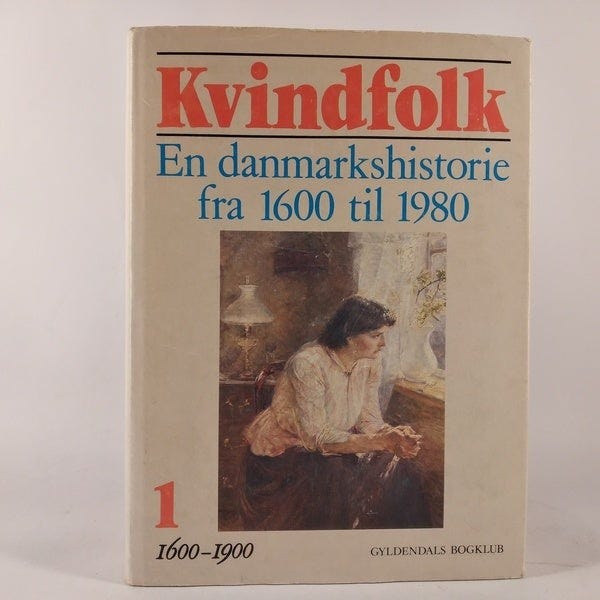 Kvindfolk
En danmarkshistorie
fra 1600 til 1980
1
1600–1900
GYLDENDALS BOGKLUB